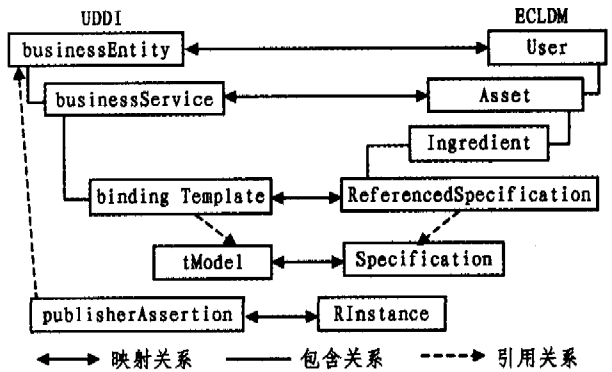 UDDI ECLDM
businessEntity User
businessService Asset
Ingredient
binding Template ReferencedSpecification
tModel Specification
publisherAssertion RInstance
映射关系 包含关系 引用关系